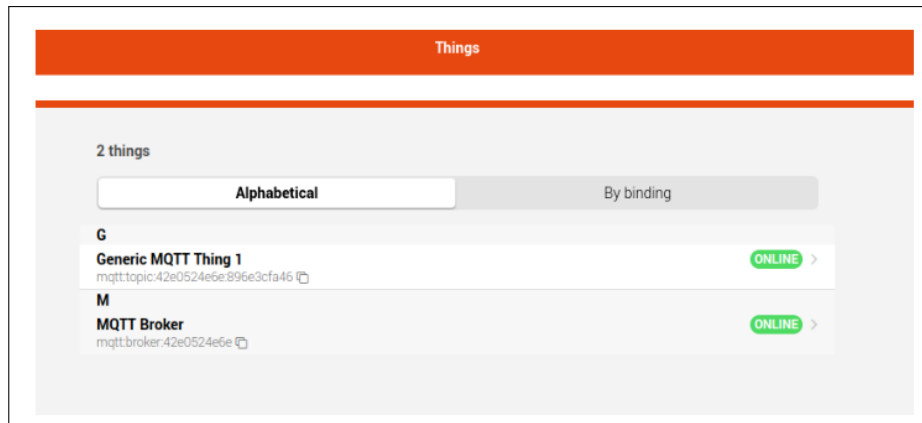 Things
2 things
Alphabetical By binding
G
Generic MQTT Thing 1 ONLINE
mqtt:topic:42e0524e6e:896e3cfa46
M
MQTT Broker ONLINE
mqtt:broker:42e0524e6e